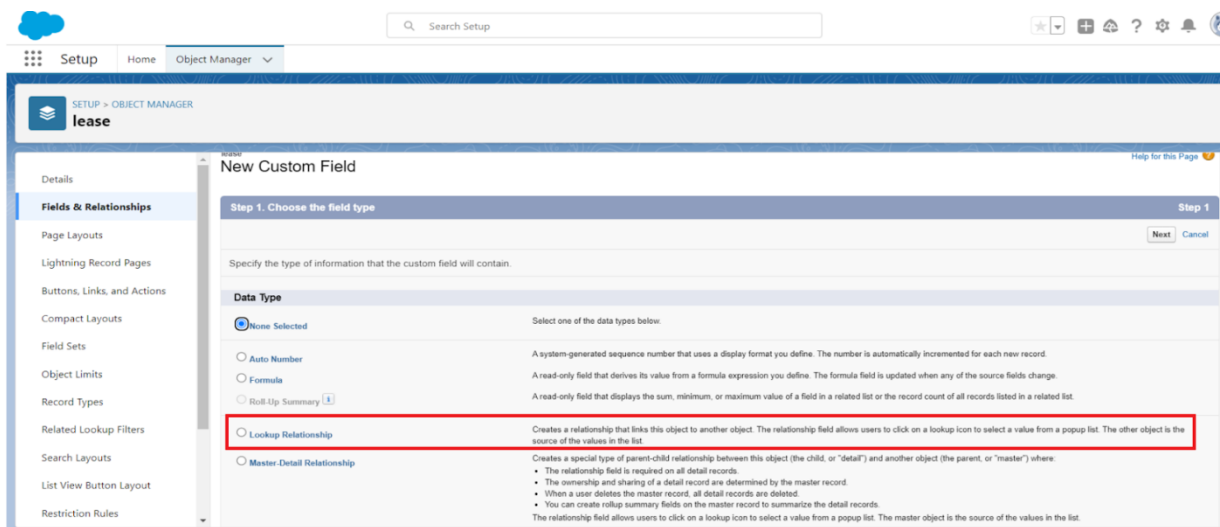 Search Setup
Setup
Home
Object Manager
SETUP > OBJECT MANAGER
lease
Details
Fields & Relationships
Page Layouts
Lightning Record Pages
Buttons, Links, and Actions
Compact Layouts
Field Sets
Object Limits
Record Types
Related Lookup Filters
Search Layouts
List View Button Layout
Restriction Rules
lease
New Custom Field
Help for this Page
Step 1. Choose the field type
Step 1
Next Cancel
Specify the type of information that the custom field will contain.
Data Type
None Selected
Select one of the data types below.
Auto Number
A system-generated sequence number that uses a display format you define. The number is automatically incremented for each new record.
Formula
A read-only field that derives its value from a formula expression you define. The formula field is updated when any of the source fields change.
Roll-Up Summary i
A read-only field that displays the sum, minimum, or maximum value of a field in a related list or the record count of all records listed in a related list.
Lookup Relationship
Creates a relationship that links this object to another object. The relationship field allows users to click on a lookup icon to select a value from a popup list. The other object is the
source of the values in the list.
Master-Detail Relationship
Creates a special type of parent-child relationship between this object (the child, or "detail") and another object (the parent, or "master") where:
• The relationship field is required on all detail records.
• The ownership and sharing of a detail record are determined by the master record.
• When a user deletes the master record, all detail records are deleted.
• You can create rollup summary fields on the master record to summarize the detail records.
The relationship field allows users to click on a lookup icon to select a value from a popup list. The master object is the source of the values in the list.